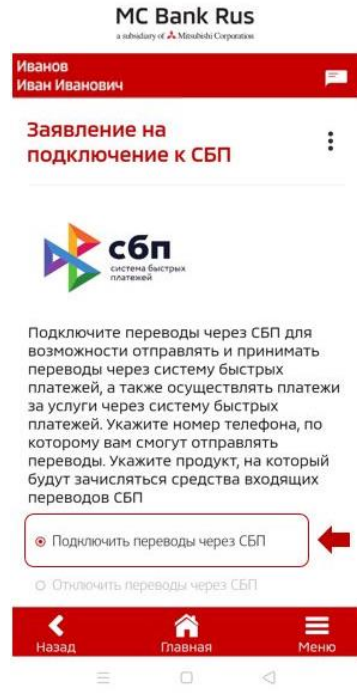 MC Bank Rus
a subsidiary of Mitsubishi Corporation
Иванов
Иван Иванович
Заявление на
подключение к СБП
сбп
система быстрых
платежей
Подключите переводы через СБП для
возможности отправлять и принимать
переводы через систему быстрых
платежей, а также осуществлять платежи
за услуги через систему быстрых
платежей. Укажите номер телефона, по
которому вам смогут отправлять
переводы. Укажите продукт, на который
будут зачисляться средства входящих
переводов СБП
Подключить переводы через СБП
Отключить переводы через СБП
Назад Главная Меню